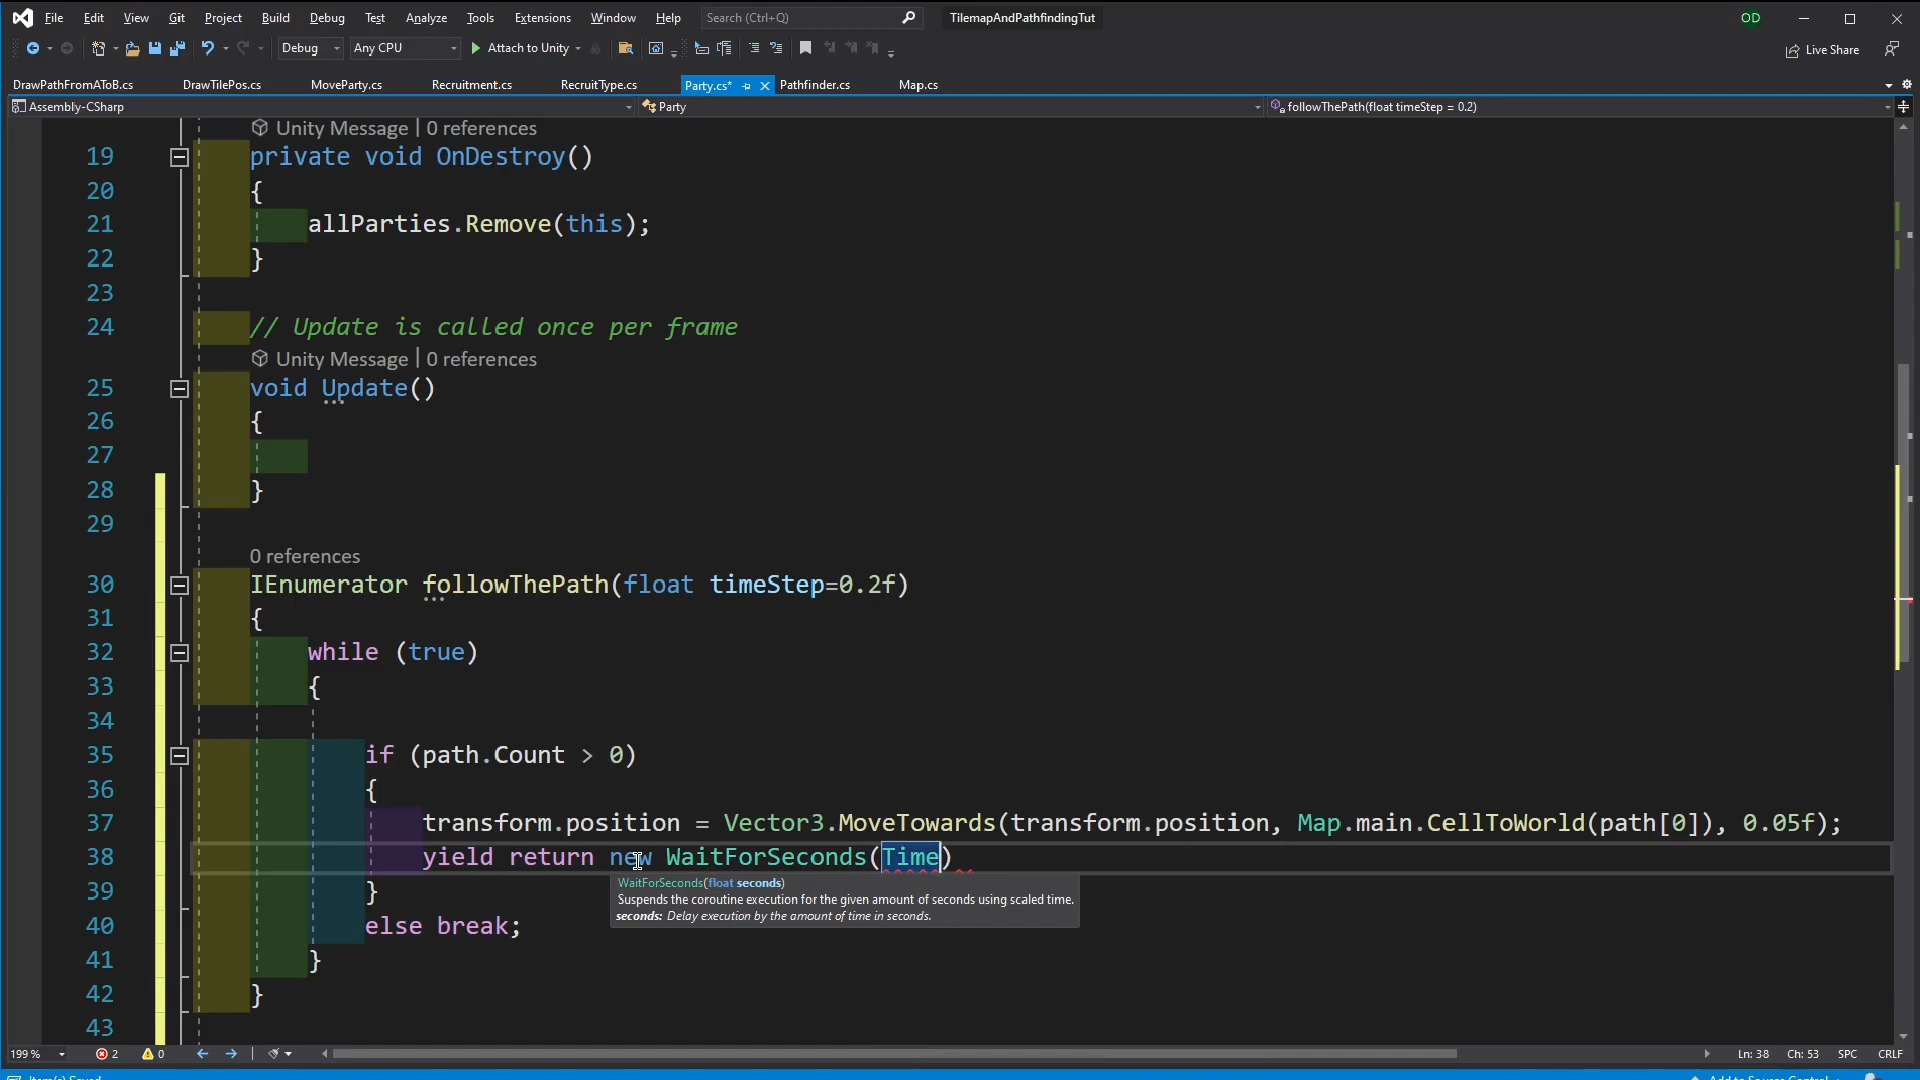 File Edit View Git Project Build Debug Test Analyze Tools Extensions Window Help Search (Ctrl+Q) TilemapAndPathfindingTut OD
Debug Any CPU Attach to Unity Live Share
DrawPathFromAToB.cs DrawTilePos.cs MoveParty.cs Recruitment.cs RecruitType.cs Party.cs* Pathfinder.cs Map.cs
Assembly-CSharp Party followThePath(float timeStep = 0.2)
Unity Message | 0 references
19 private void OnDestroy()
20 {
21 allParties.Remove(this);
22 }
23
24 // Update is called once per frame
Unity Message | 0 references
25 void Update()
26 {
27
28 }
29
0 references
30 IEnumerator followThePath(float timeStep=0.2f)
31 {
32 while (true)
33 {
34
35 if (path.Count > 0)
36 {
37 transform.position = Vector3.MoveTowards(transform.position, Map.main.CellToWorld(path[0]), 0.05f);
38 yield return new WaitForSeconds(Time)
WaitForSeconds(float seconds)
Suspends the coroutine execution for the given amount of seconds using scaled time.
seconds: Delay execution by the amount of time in seconds.
39 }
40 else break;
41 }
42 }
43
199 % 2 0 Ln: 38 Ch: 53 SPC CRLF